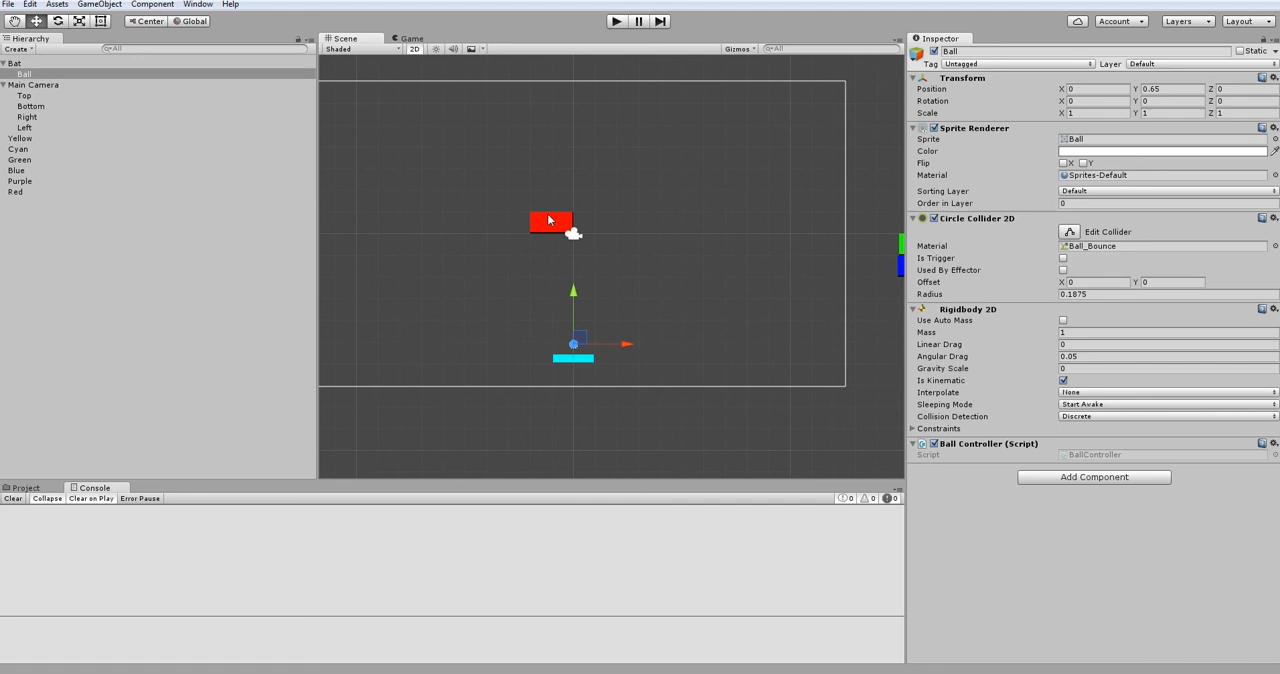 File Edit Assets GameObject Component Window Help
Center Global Account Layers Layout
Hierarchy Scene Game Inspector
Create All Shaded 2D Gizmos All
Ball Static
Tag Untagged Layer Default
Bat
Ball
Main Camera
Top
Bottom
Right
Left
Yellow
Cyan
Green
Blue
Purple
Red
Transform
Position X 0 Y 0.65 Z 0
Rotation X 0 Y 0 Z 0
Scale X 1 Y 1 Z 1
Sprite Renderer
Sprite Ball
Color
Flip X Y
Material Sprites-Default
Sorting Layer Default
Order in Layer 0
Circle Collider 2D
Edit Collider
Material Ball_Bounce
Is Trigger
Used By Effector
Offset X 0 Y 0
Radius 0.1875
Rigidbody 2D
Use Auto Mass
Mass 1
Linear Drag 0
Angular Drag 0.05
Gravity Scale 0
Is Kinematic
Interpolate None
Sleeping Mode Start Awake
Collision Detection Discrete
Constraints
Ball Controller (Script)
Script BallController
Add Component
Project Console
Clear Collapse Clear on Play Error Pause 0 0 0